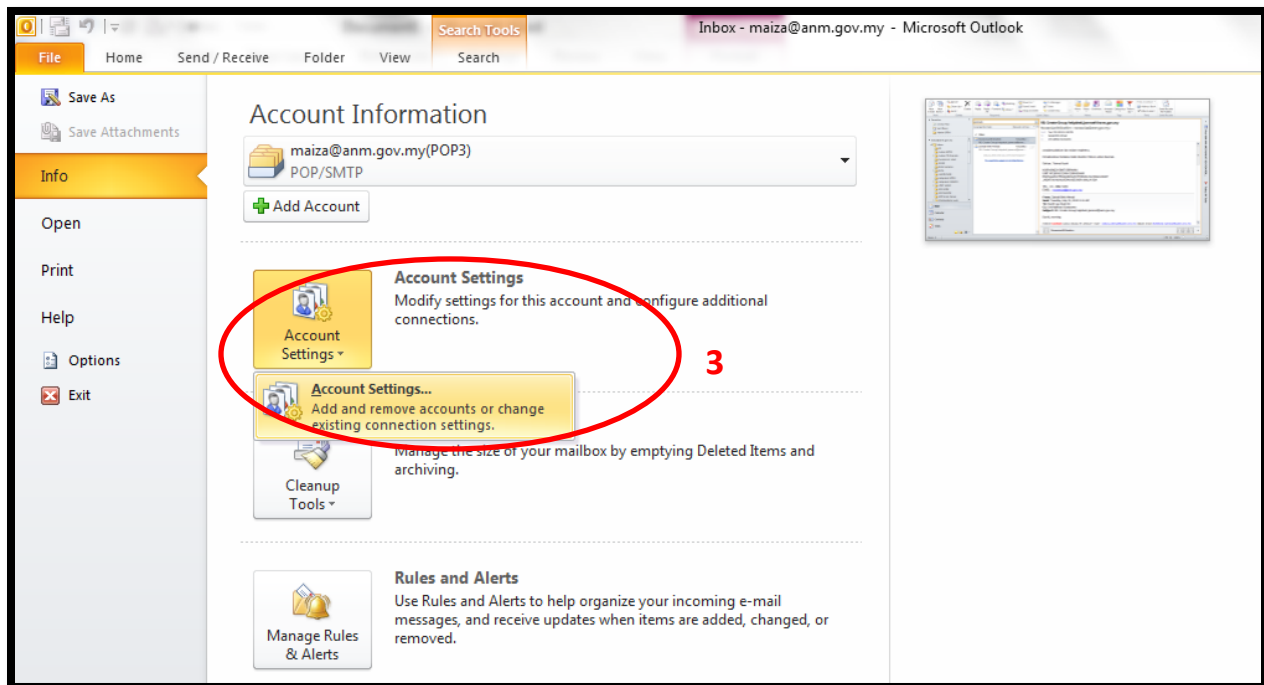 Search Tools
Inbox - maiza@anm.gov.my - Microsoft Outlook
File Home Send / Receive Folder View Search
Save As
Save Attachments
Info
Open
Print
Help
Options
Exit
Account Information
maiza@anm.gov.my(POP3)
POP/SMTP
Add Account
Account
Settings
Account Settings
Modify settings for this account and configure additional
connections.
3
Account Settings...
Add and remove accounts or change
existing connection settings.
Cleanup
Tools
Manage the size of your mailbox by emptying Deleted Items and
archiving.
Manage Rules
& Alerts
Rules and Alerts
Use Rules and Alerts to help organize your incoming e-mail
messages, and receive updates when items are added, changed, or
removed.